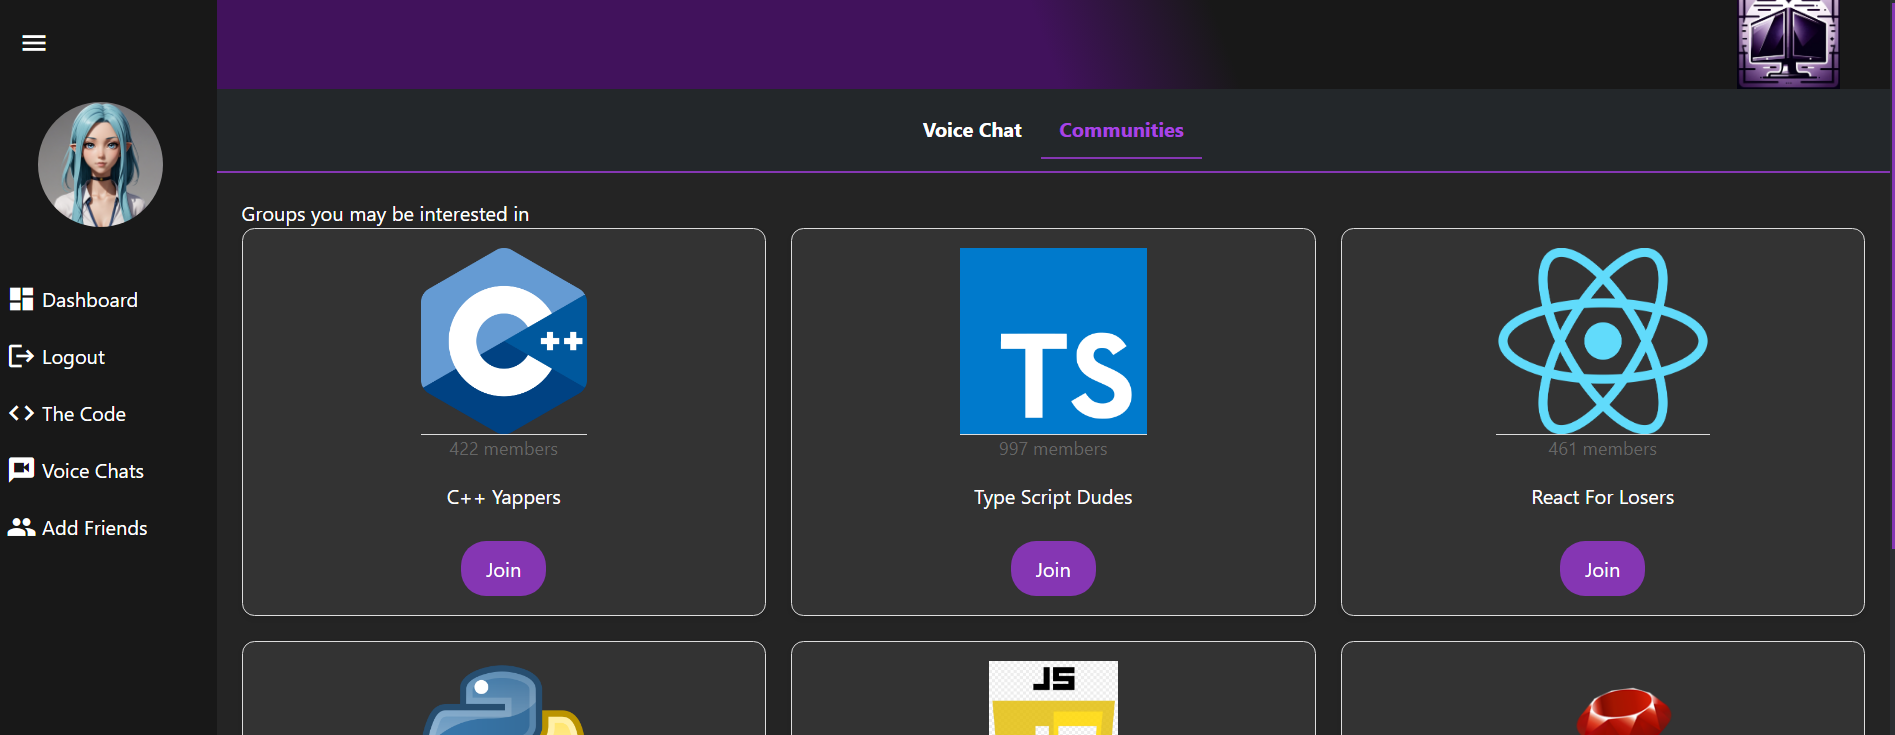 Voice Chat
Communities
Dashboard
Logout
The Code
Voice Chats
Add Friends
Groups you may be interested in
C++
422 members
C++ Yappers
Join
TS
997 members
Type Script Dudes
Join
461 members
React For Losers
Join
JS